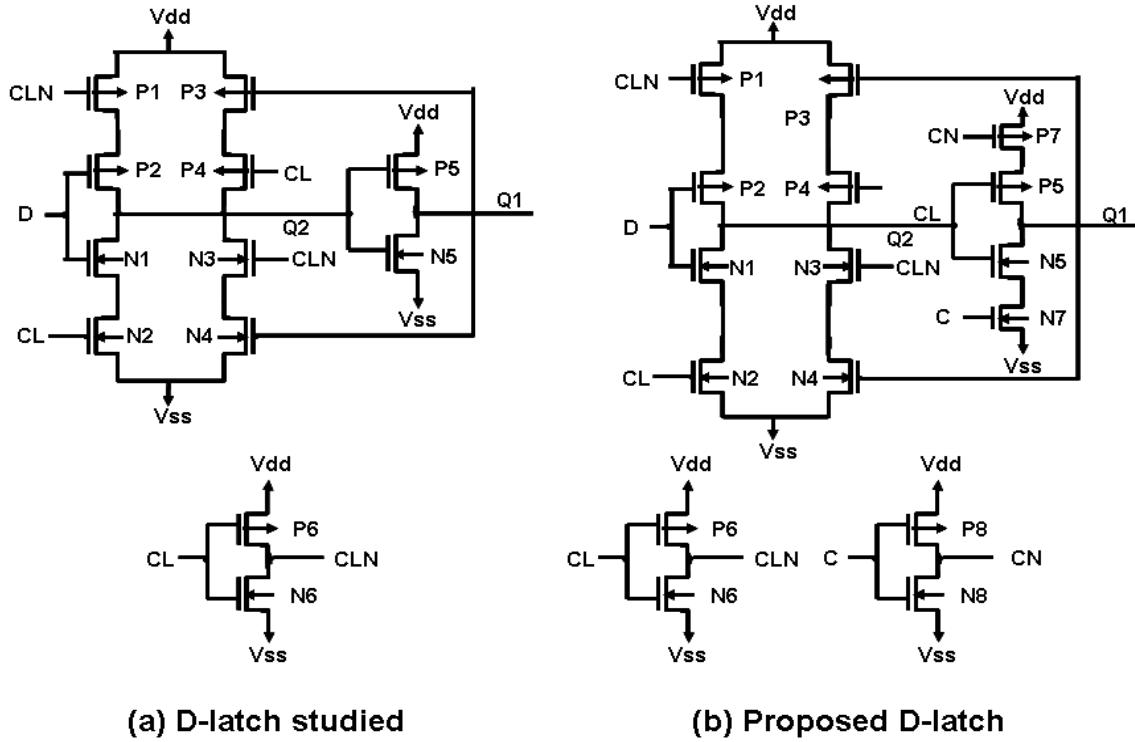 Vdd
CLN
P1
P3
P2
P4
CL
Vdd
P5
D
Q2
Q1
N1
N3
CLN
N5
Vss
CL
N2
N4
Vss
Vdd
P6
CL
CLN
N6
Vss
(a) D-latch studied
Vdd
CLN
P1
P3
Vdd
CN
P7
P2
P4
P5
D
CL
Q2
Q1
N1
N3
CLN
N5
C
N7
Vss
CL
N2
N4
Vss
Vdd
P6
CL
CLN
N6
Vss
Vdd
P8
C
CN
N8
Vss
(b) Proposed D-latch